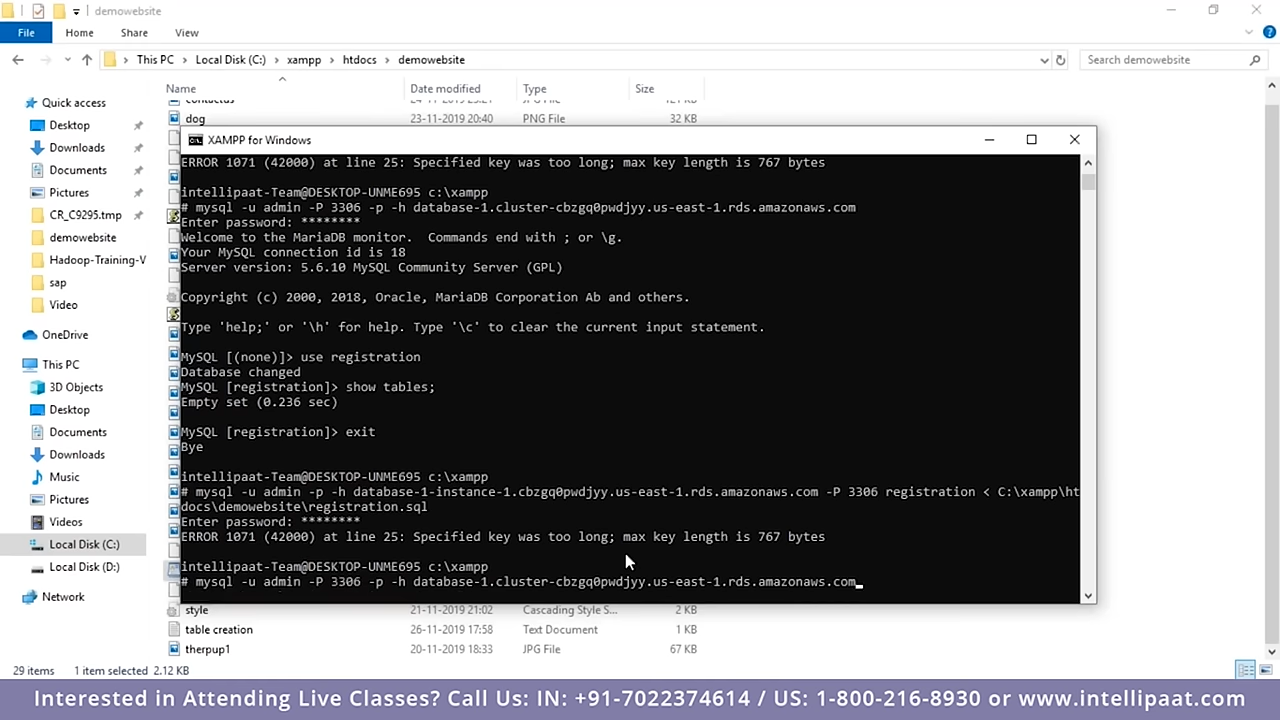 demowebsite
File Home Share View
This PC Local Disk (C:) xampp htdocs demowebsite
Search demowebsite
Name Date modified Type Size
Quick access
Desktop
Downloads
Documents
Pictures
CR_C9295.tmp
demowebsite
Hadoop-Training-V
sap
Video
OneDrive
This PC
3D Objects
Desktop
Documents
Downloads
Music
Pictures
Videos
Local Disk (C:)
Local Disk (D:)
Network
dog 23-11-2019 20:40 PNG File 32 KB
XAMPP for Windows
ERROR 1071 (42000) at line 25: Specified key was too long; max key length is 767 bytes
intellipaat-Team@DESKTOP-UNME695 c:\xampp
# mysql -u admin -P 3306 -p -h database-1.cluster-cbzgq0pwdjyy.us-east-1.rds.amazonaws.com
Enter password: ********
Welcome to the MariaDB monitor.  Commands end with ; or \g.
Your MySQL connection id is 18
Server version: 5.6.10 MySQL Community Server (GPL)
Copyright (c) 2000, 2018, Oracle, MariaDB Corporation Ab and others.
Type 'help;' or '\h' for help. Type '\c' to clear the current input statement.
MySQL [(none)]> use registration
Database changed
MySQL [registration]> show tables;
Empty set (0.236 sec)
MySQL [registration]> exit
Bye
intellipaat-Team@DESKTOP-UNME695 c:\xampp
# mysql -u admin -p -h database-1-instance-1.cbzgq0pwdjyy.us-east-1.rds.amazonaws.com -P 3306 registration < C:\xampp\ht
docs\demowebsite\registration.sql
Enter password: ********
ERROR 1071 (42000) at line 25: Specified key was too long; max key length is 767 bytes
intellipaat-Team@DESKTOP-UNME695 c:\xampp
# mysql -u admin -P 3306 -p -h database-1.cluster-cbzgq0pwdjyy.us-east-1.rds.amazonaws.com_
style 21-11-2019 21:02 Cascading Style S... 2 KB
table creation 26-11-2019 17:58 Text Document 1 KB
therpup1 20-11-2019 18:33 JPG File 67 KB
29 items 1 item selected 2.12 KB
Interested in Attending Live Classes? Call Us: IN: +91-7022374614 / US: 1-800-216-8930 or www.intellipaat.com